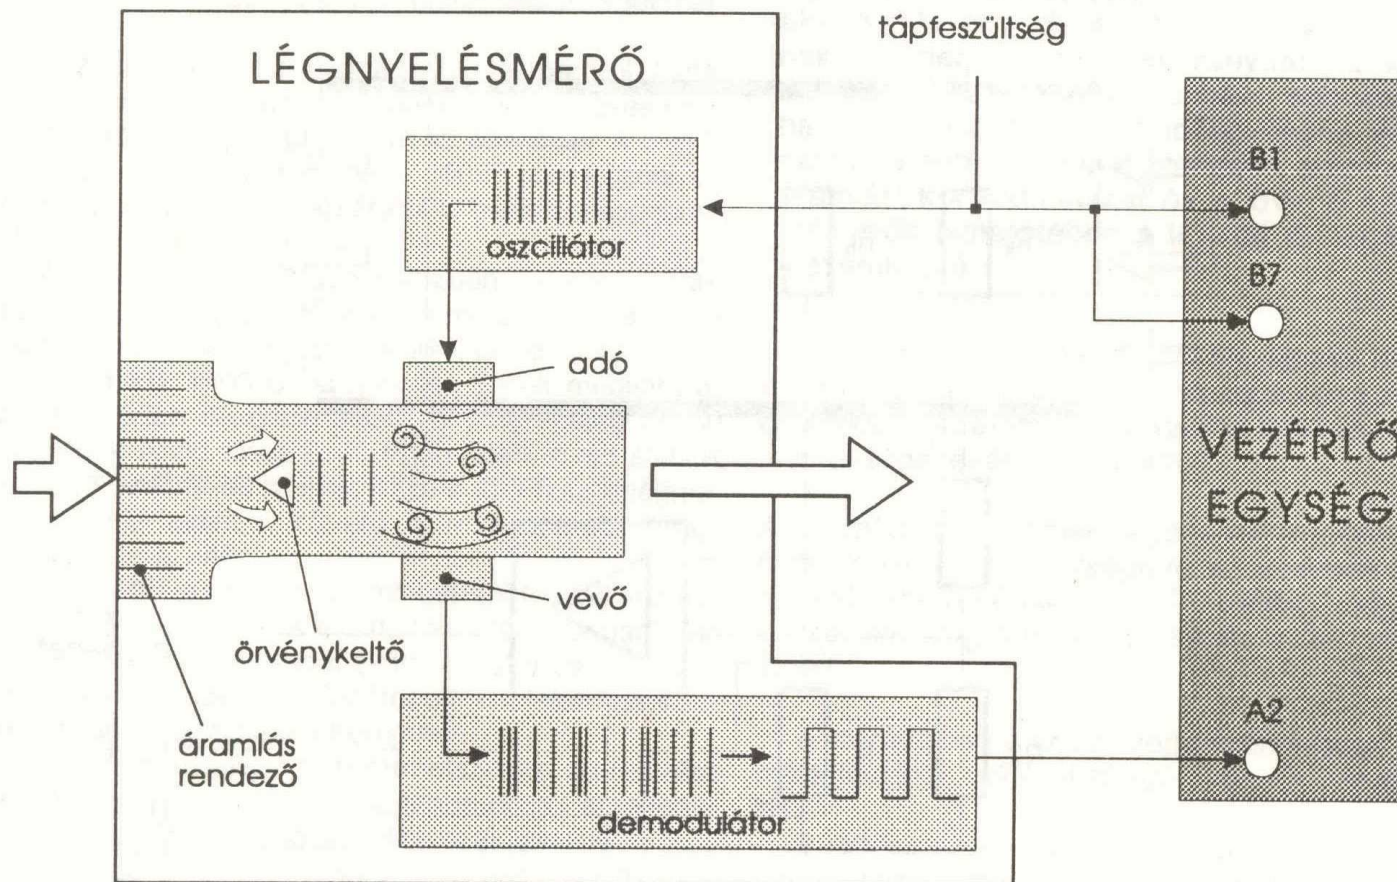 tápfeszültség
LÉGNYELÉSMÉRŐ
B1
oszcillátor
B7
adó
VEZÉRLŐ
EGYSÉG
vevő
örvénykeltő
A2
áramlás
rendező
demodulátor